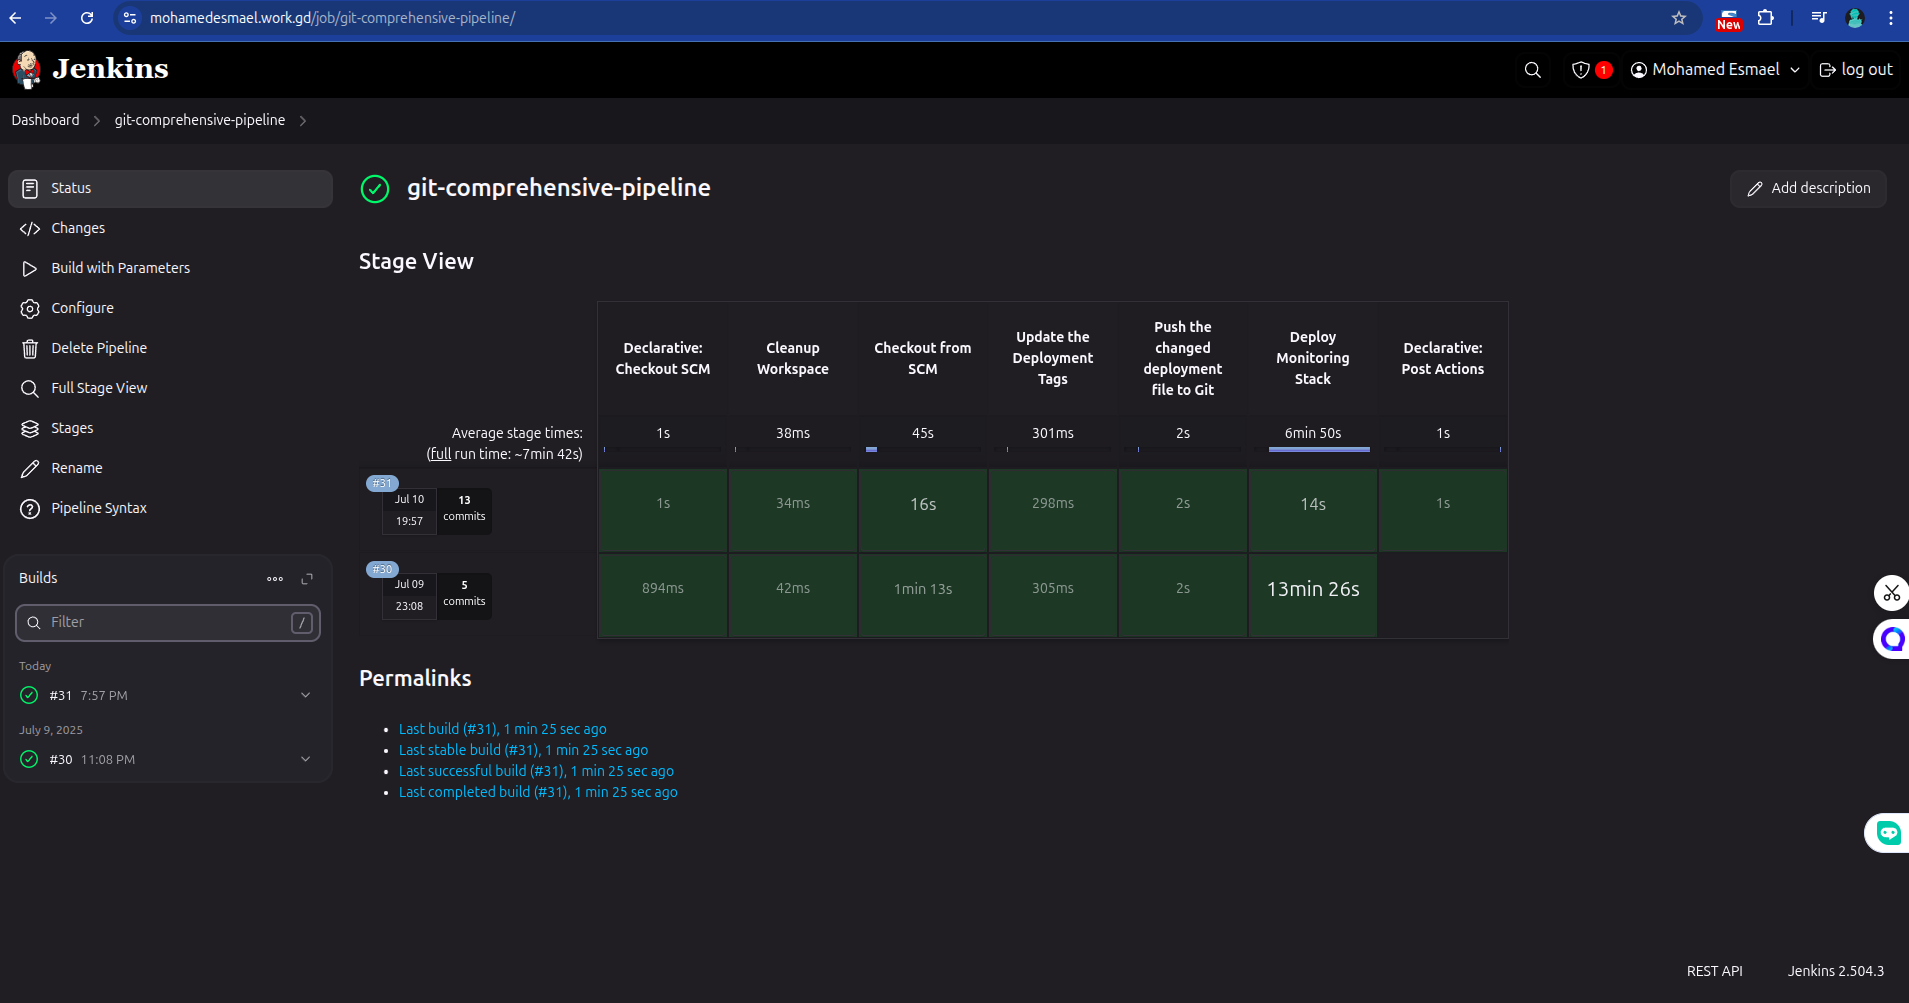 mohamedesmael.work.gd/job/git-comprehensive-pipeline/
New
Jenkins
1
Mohamed Esmael
log out
Dashboard
git-comprehensive-pipeline
Status
Changes
Build with Parameters
Configure
Delete Pipeline
Full Stage View
Stages
Rename
Pipeline Syntax
Builds
Filter
/
Today
#31 7:57 PM
July 9, 2025
#30 11:08 PM
git-comprehensive-pipeline
Add description
Stage View
Declarative: Checkout SCM
Cleanup Workspace
Checkout from SCM
Update the Deployment Tags
Push the changed deployment file to Git
Deploy Monitoring Stack
Declarative: Post Actions
Average stage times:
(full run time: ~7min 42s)
1s
38ms
45s
301ms
2s
6min 50s
1s
#31
Jul 10
19:57
13
commits
1s
34ms
16s
298ms
2s
14s
1s
#30
Jul 09
23:08
5
commits
894ms
42ms
1min 13s
305ms
2s
13min 26s
Permalinks
Last build (#31), 1 min 25 sec ago
Last stable build (#31), 1 min 25 sec ago
Last successful build (#31), 1 min 25 sec ago
Last completed build (#31), 1 min 25 sec ago
REST API
Jenkins 2.504.3